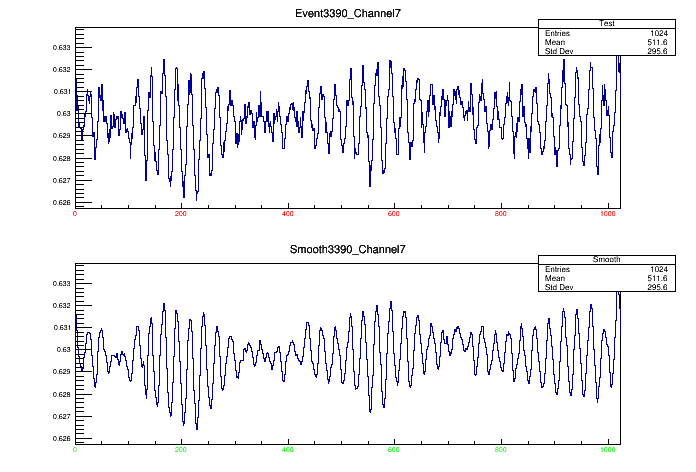 Event3390_Channel7
Test
Entries 1024
Mean 511.6
Std Dev 295.6
0.633
0.632
0.631
0.63
0.629
0.628
0.627
0.626
0 200 400 600 800 1000
Smooth3390_Channel7
Smooth
Entries 1024
Mean 511.6
Std Dev 295.6
0.633
0.632
0.631
0.63
0.629
0.628
0.627
0.626
0 200 400 600 800 1000